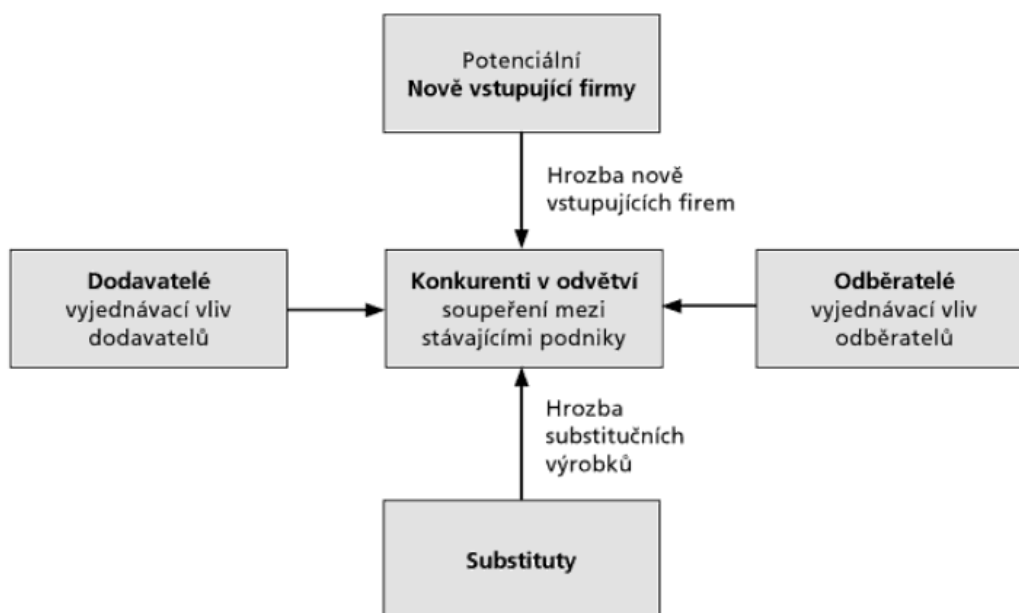 Potenciální
Nově vstupující firmy
Hrozba nově
vstupujících firem
Dodavatelé
vyjednávací vliv
dodavatelů
Konkurenti v odvětví
soupeření mezi
stávajícími podniky
Odběratelé
vyjednávací vliv
odběratelů
Hrozba
substitučních
výrobků
Substituty